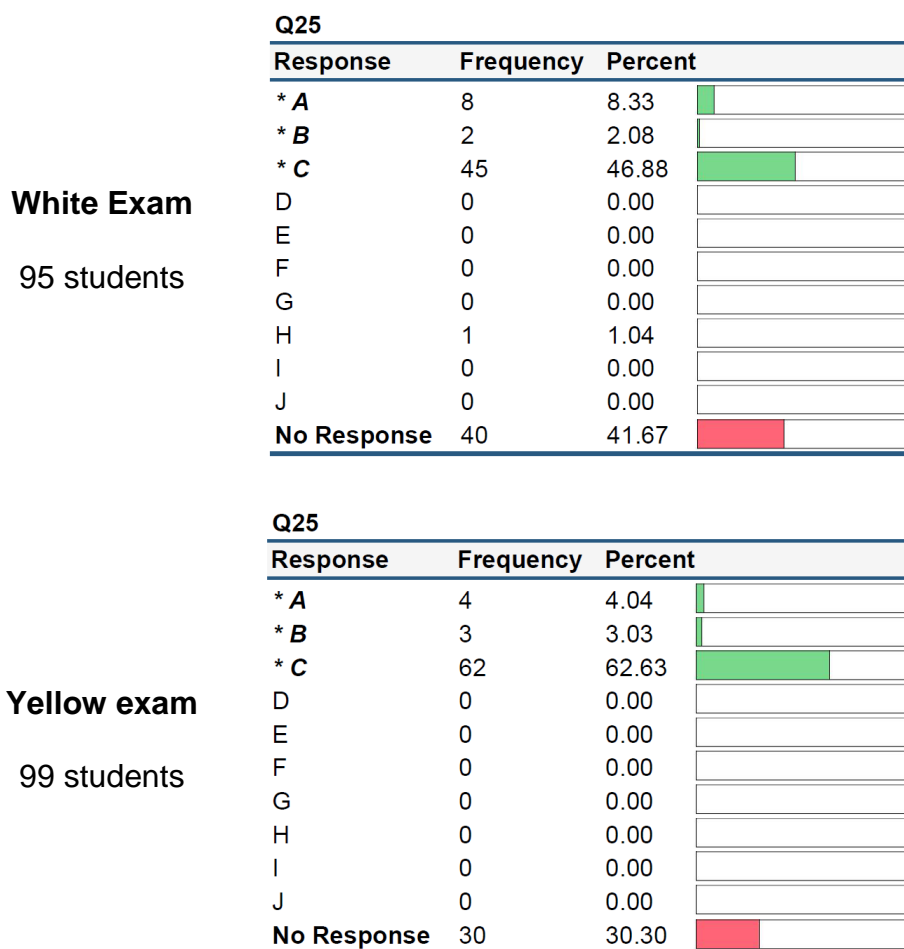 Q25
Response Frequency Percent
* A 8 8.33
* B 2 2.08
* C 45 46.88
D 0 0.00
E 0 0.00
F 0 0.00
G 0 0.00
H 1 1.04
I 0 0.00
J 0 0.00
No Response 40 41.67
White Exam
95 students
Q25
Response Frequency Percent
* A 4 4.04
* B 3 3.03
* C 62 62.63
D 0 0.00
E 0 0.00
F 0 0.00
G 0 0.00
H 0 0.00
I 0 0.00
J 0 0.00
No Response 30 30.30
Yellow exam
99 students